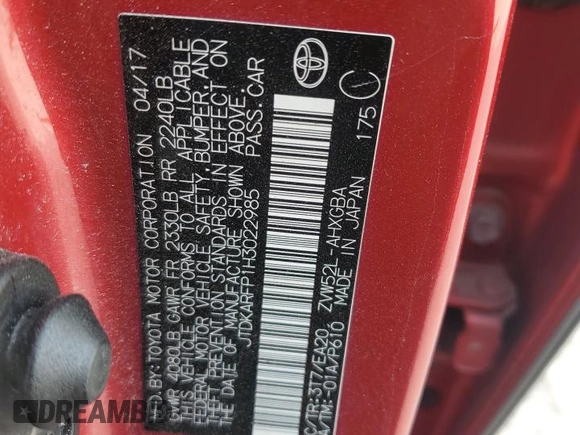 MFD.BY:TOYOTA MOTOR CORPORATION 04/17
GVWR 4080LB GAWR FR 2330LB RR 2240LB
THIS VEHICLE CONFORMS TO ALL APPLICABLE
FEDERAL MOTOR VEHICLE SAFETY, BUMPER, AND
THEFT PREVENTION STANDARDS IN EFFECT ON
THE DATE OF MANUFACTURE SHOWN ABOVE.
JTDKARFP1H3022985 PASS.CAR
C/TR:3T7/EA20 ZVW52L-AHXGBA
A/TM:-01A/P610 MADE IN JAPAN 175
DREAMB